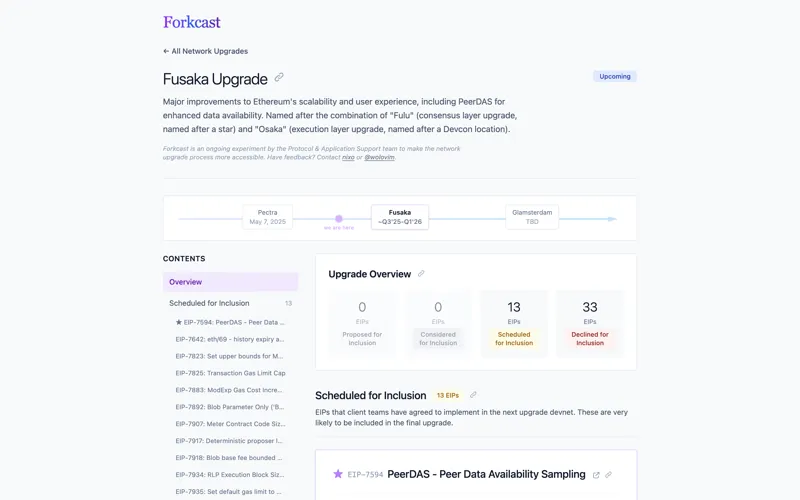 Forkcast
← All Network Upgrades
Fusaka Upgrade
Upcoming
Major improvements to Ethereum's scalability and user experience, including PeerDAS for
enhanced data availability. Named after the combination of "Fulu" (consensus layer upgrade,
named after a star) and "Osaka" (execution layer upgrade, named after a Devcon location).
Forkcast is an ongoing experiment by the Protocol & Application Support team to make the network
upgrade process more accessible. Have feedback? Contact nixo or @wolovim.
Pectra
May 7, 2025
we are here
Fusaka
~Q3'25-Q1'26
Glamsterdam
TBD
CONTENTS
Overview
Scheduled for Inclusion 13
★ EIP-7594: PeerDAS - Peer Data ...
EIP-7642: eth/69 - history expiry a...
EIP-7823: Set upper bounds for M...
EIP-7825: Transaction Gas Limit Cap
EIP-7883: ModExp Gas Cost Incre...
EIP-7892: Blob Parameter Only ('B...
EIP-7907: Meter Contract Code Siz...
EIP-7917: Deterministic proposer l...
EIP-7918: Blob base fee bounded ...
EIP-7934: RLP Execution Block Siz...
EIP-7935: Set default gas limit to ...
Upgrade Overview
0
EIPs
Proposed for
Inclusion
0
EIPs
Considered
for Inclusion
13
EIPs
Scheduled
for Inclusion
33
EIPs
Declined for
Inclusion
Scheduled for Inclusion 13 EIPs
EIPs that client teams have agreed to implement in the next upgrade devnet. These are very
likely to be included in the final upgrade.
★ EIP-7594 PeerDAS - Peer Data Availability Sampling